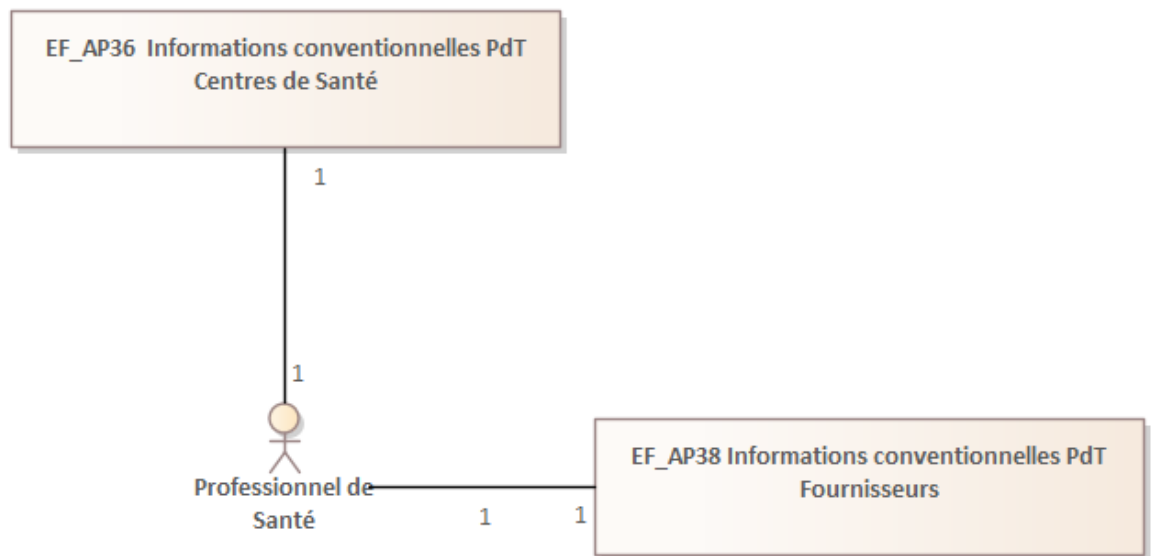 EF_AP36  Informations conventionnelles PdT
Centres de Santé
1
1
Professionnel de
Santé
1
1
EF_AP38 Informations conventionnelles PdT
Fournisseurs